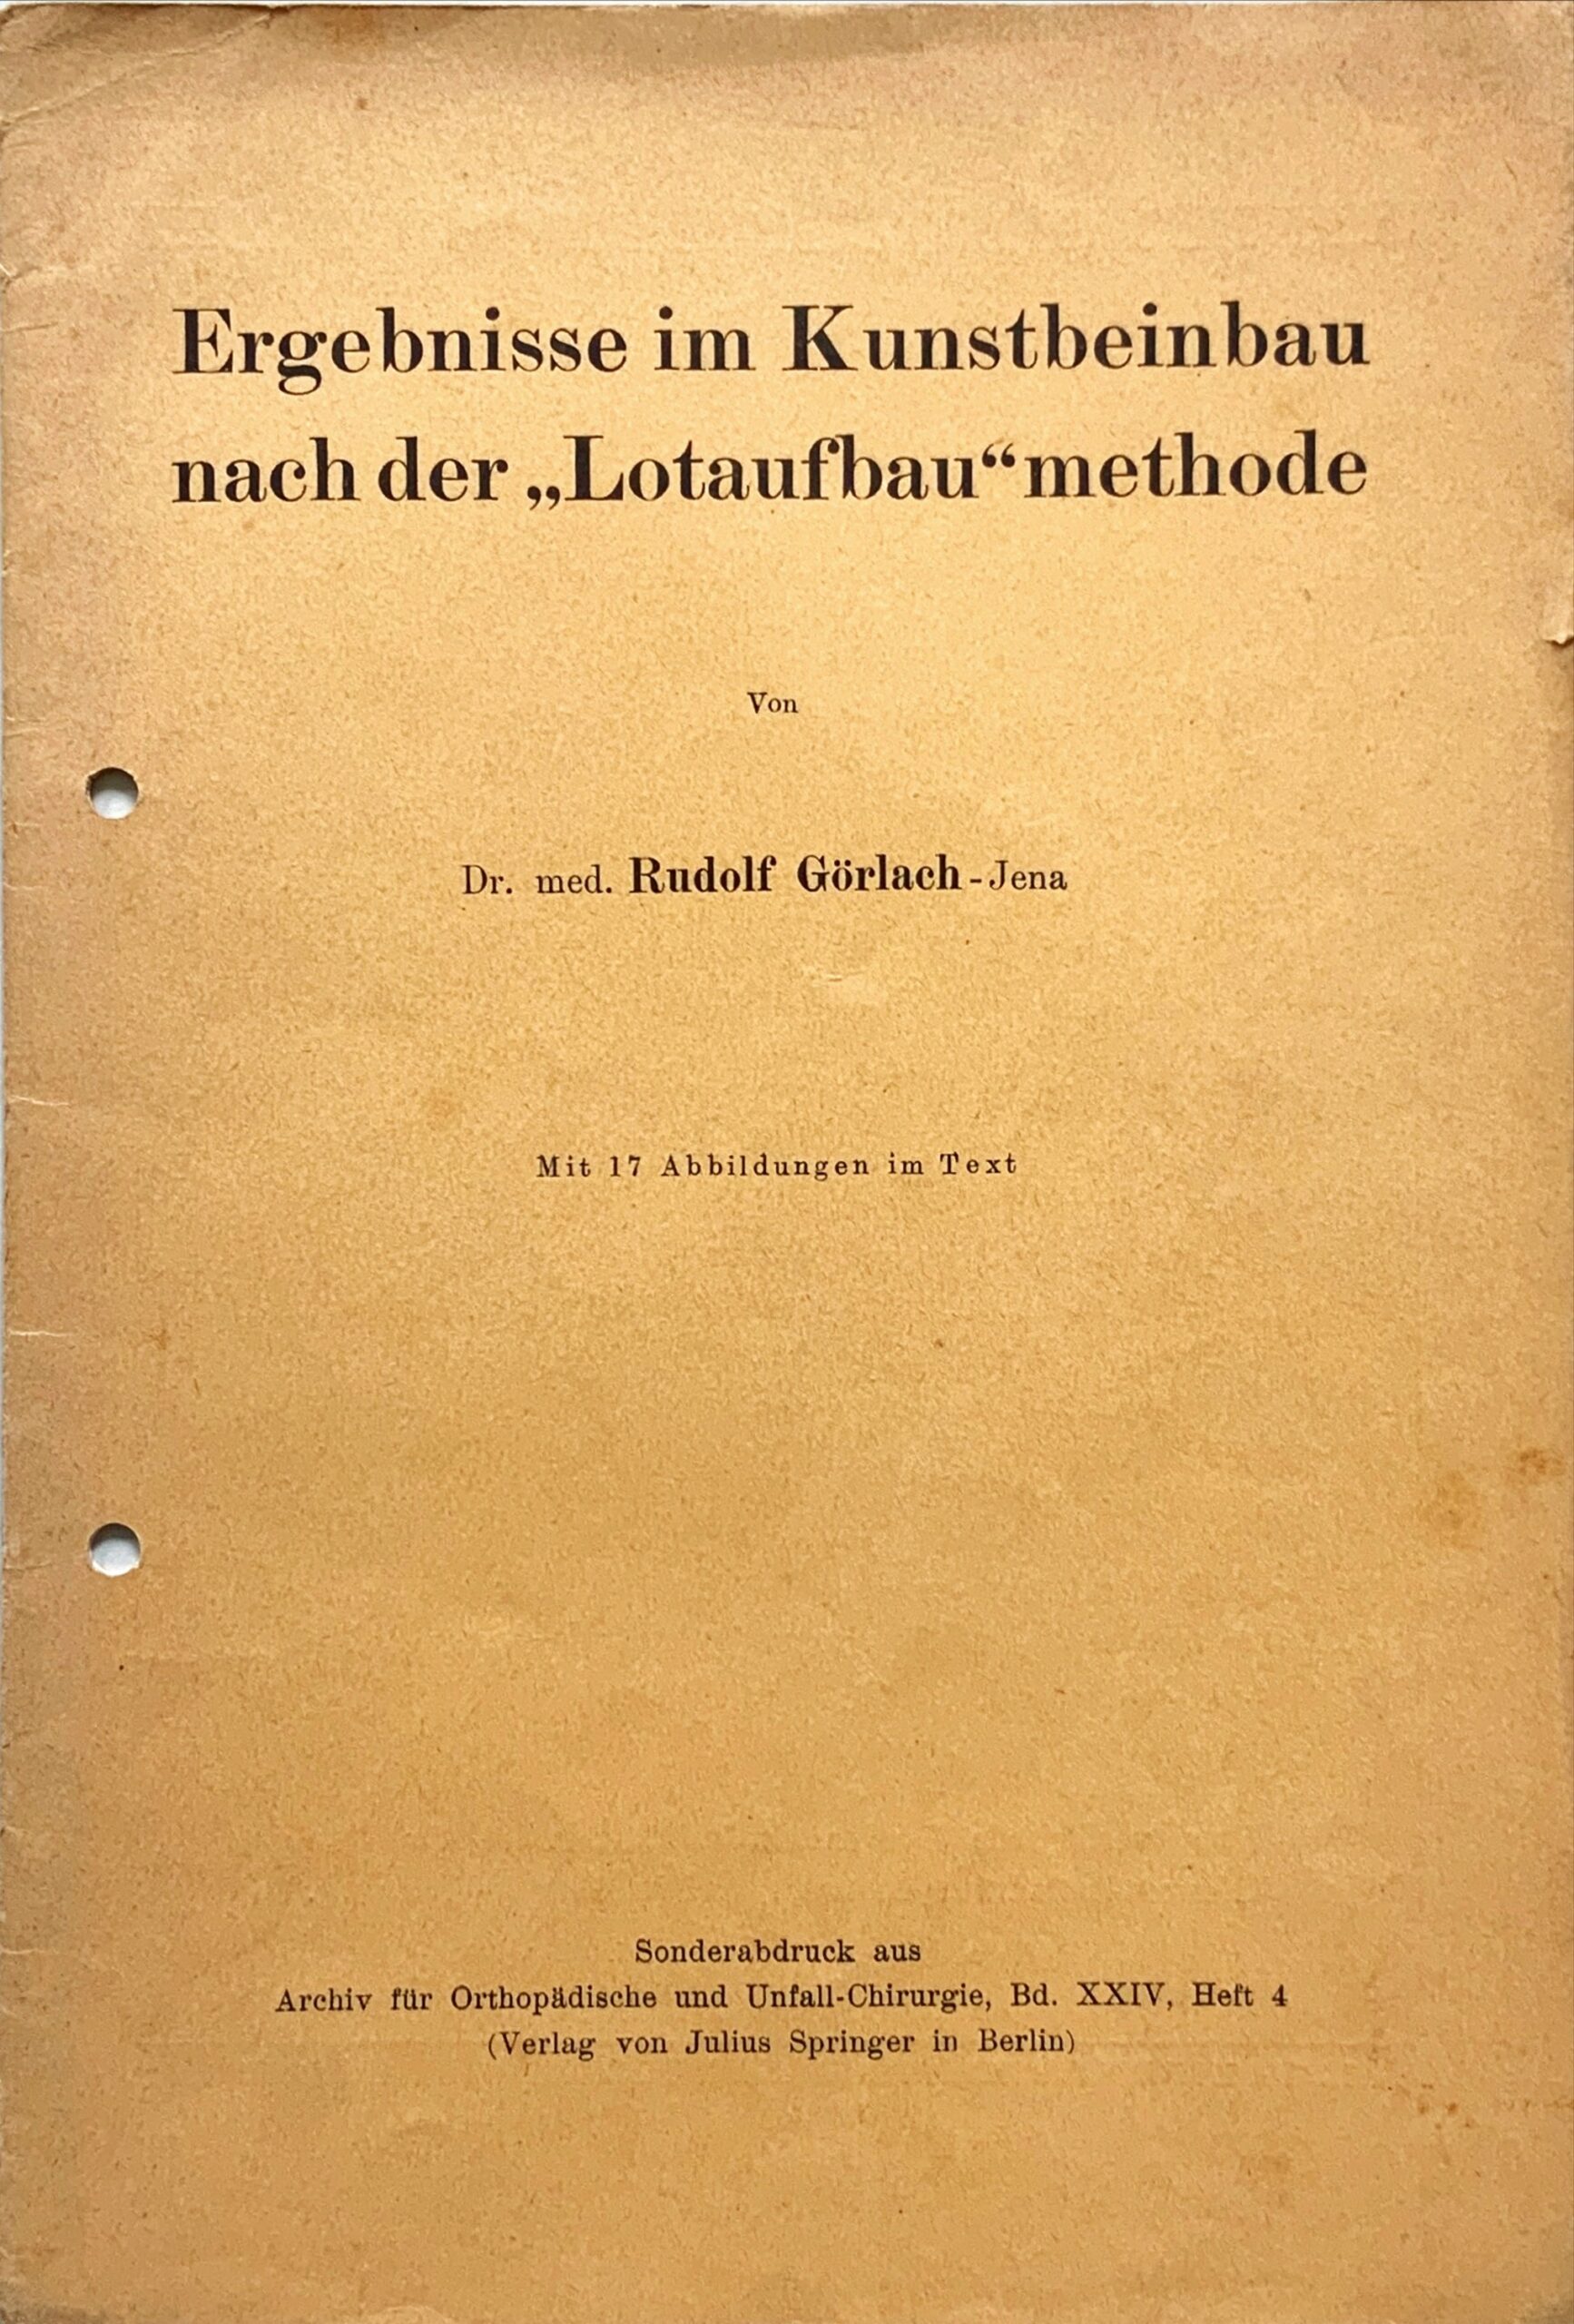 Ergebnisse im Kunstbeinbau
nach der „Lotaufbau“methode
Von
Dr. med. Rudolf Görlach-Jena
Mit 17 Abbildungen im Text
Sonderabdruck aus
Archiv für Orthopädische und Unfall-Chirurgie, Bd. XXIV, Heft 4
(Verlag von Julius Springer in Berlin)